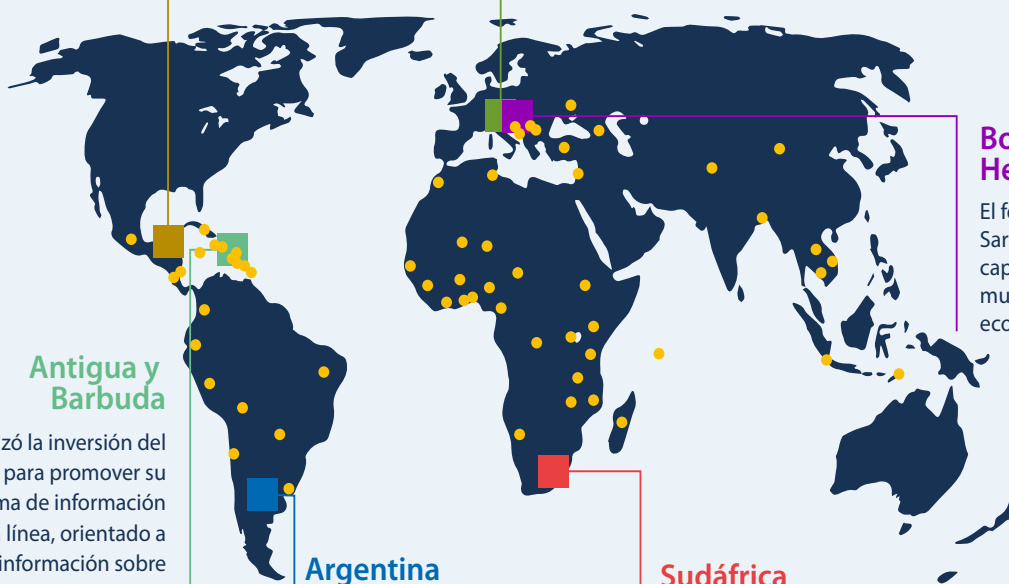 Antigua y
Barbuda
zó la inversión del
para promover su
ma de información
línea, orientado a
información sobre
Argentina
Sudáfrica
Bo
He
El f
Sar
cap
mu
eco